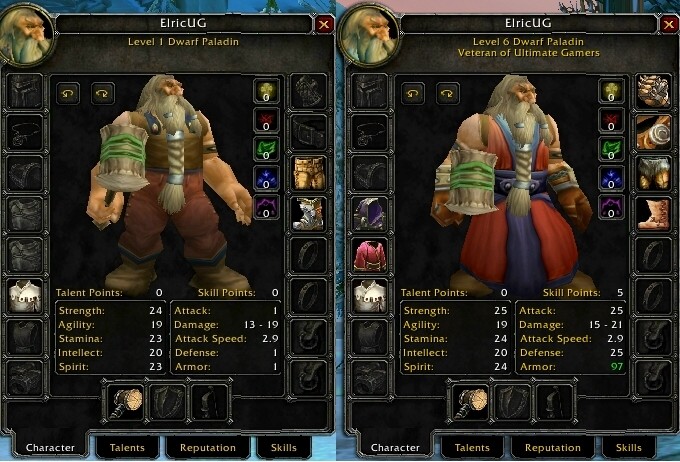 ElricUG
Level 1 Dwarf Paladin
0
0
0
0
0
Talent Points: 0 Skill Points: 0
Strength: 24 Attack: 1
Agility: 19 Damage: 13 - 19
Stamina: 23 Attack Speed: 2.9
Intellect: 20 Defense: 1
Spirit: 23 Armor: 1
Character Talents Reputation Skills
ElricUG
Level 6 Dwarf Paladin
Veteran of Ultimate Gamers
0
0
0
0
0
Talent Points: 0 Skill Points: 5
Strength: 25 Attack: 25
Agility: 19 Damage: 15 - 21
Stamina: 24 Attack Speed: 2.9
Intellect: 20 Defense: 25
Spirit: 24 Armor: 97
Character Talents Reputation Skills